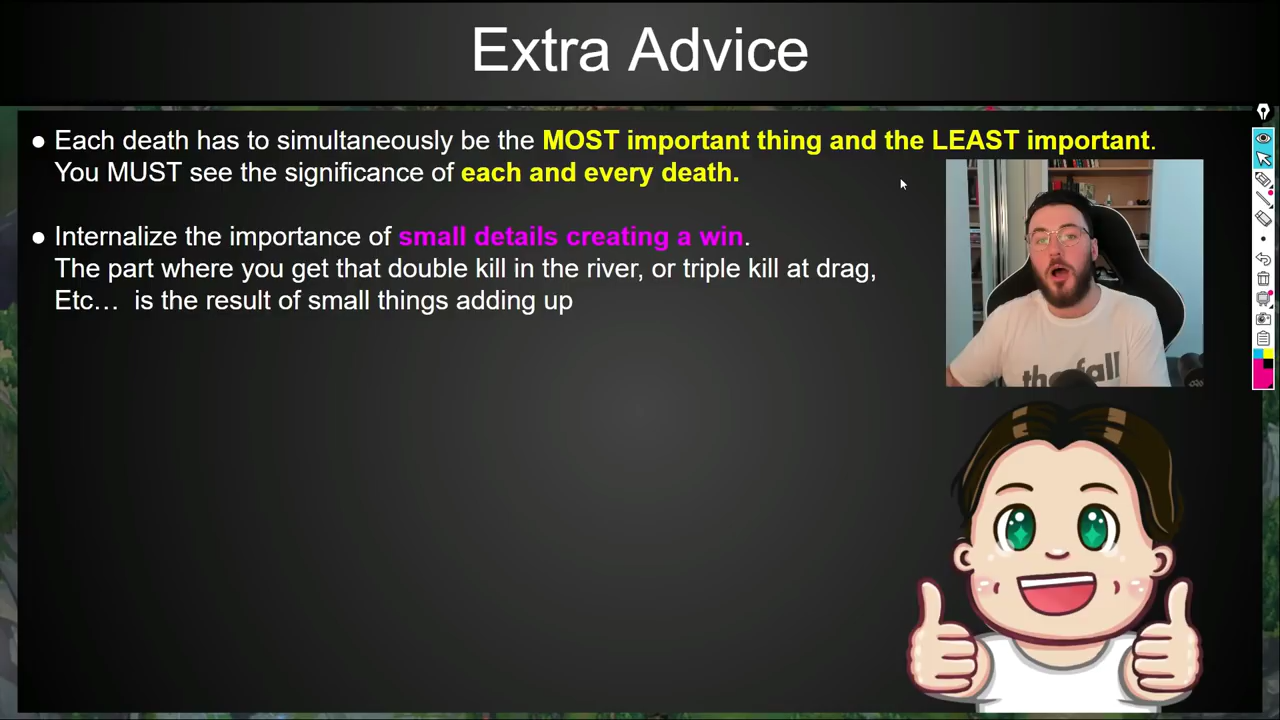 Extra Advice
● Each death has to simultaneously be the MOST important thing and the LEAST important.
You MUST see the significance of each and every death.
● Internalize the importance of small details creating a win.
The part where you get that double kill in the river, or triple kill at drag,
Etc… is the result of small things adding up
the fall